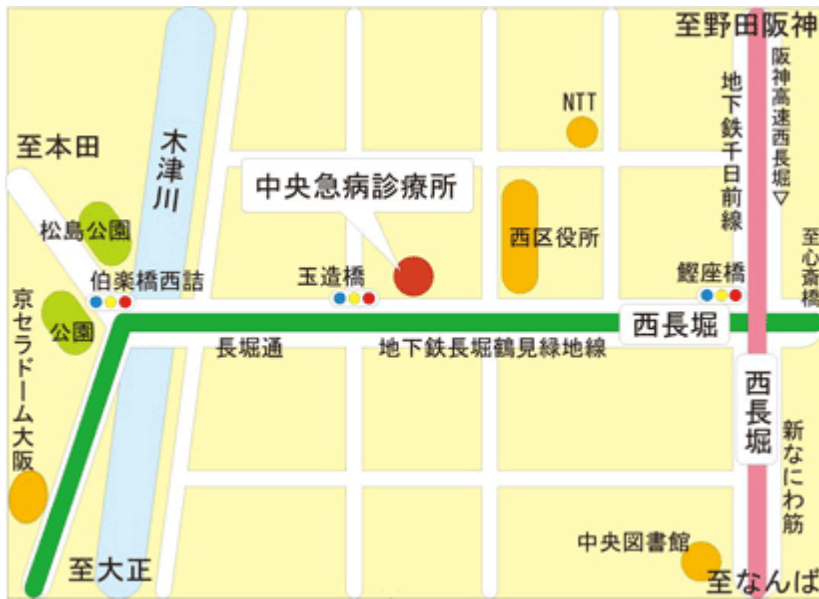 至野田阪神
阪神高速西長堀▽
地下鉄千日前線
NTT
木津川
至本田
中央急病診療所
松島公園
西区役所
至心斎橋
伯楽橋西詰
玉造橋
鰹座橋
京セラドーム大阪
公園
西長堀
長堀通
地下鉄長堀鶴見緑地線
西長堀
新なにわ筋
中央図書館
至大正
至なんば